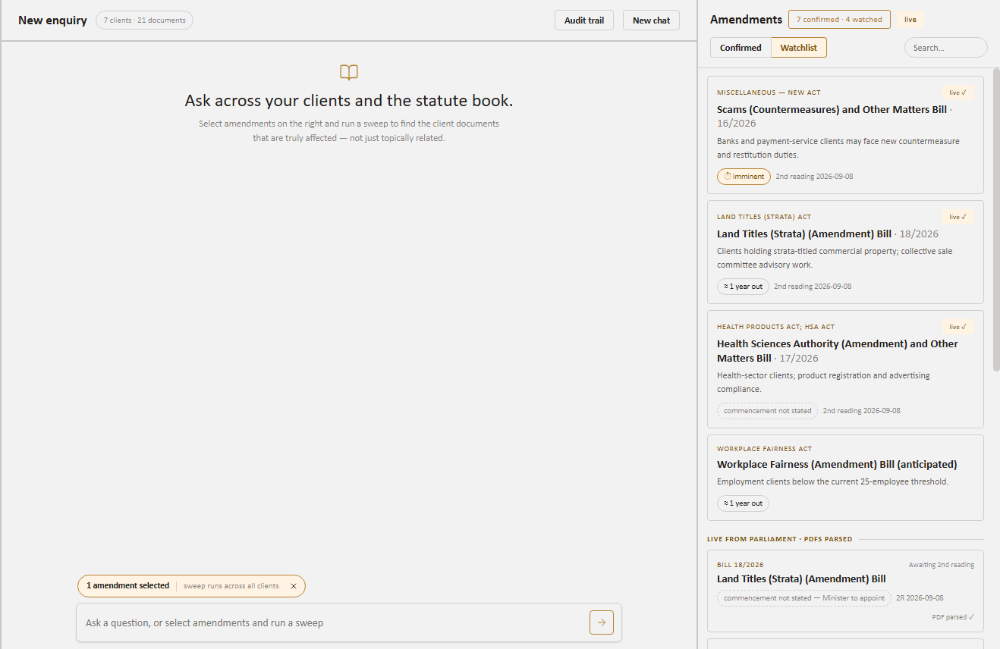 New enquiry
7 clients · 21 documents
Audit trail
New chat
Ask across your clients and the statute book.
Select amendments on the right and run a sweep to find the client documents
that are truly affected — not just topically related.
1 amendment selected
sweep runs across all clients
×
Ask a question, or select amendments and run a sweep
→
Amendments
7 confirmed · 4 watched
live
Confirmed
Watchlist
Search...
MISCELLANEOUS — NEW ACT
live ✓
Scams (Countermeasures) and Other Matters Bill ·
16/2026
Banks and payment-service clients may face new countermeasure
and restitution duties.
⏱ imminent
2nd reading 2026-09-08
LAND TITLES (STRATA) ACT
live ✓
Land Titles (Strata) (Amendment) Bill · 18/2026
Clients holding strata-titled commercial property; collective sale
committee advisory work.
≈ 1 year out
2nd reading 2026-09-08
HEALTH PRODUCTS ACT; HSA ACT
live ✓
Health Sciences Authority (Amendment) and Other
Matters Bill · 17/2026
Health-sector clients; product registration and advertising
compliance.
commencement not stated
2nd reading 2026-09-08
WORKPLACE FAIRNESS ACT
Workplace Fairness (Amendment) Bill (anticipated)
Employment clients below the current 25-employee threshold.
≈ 1 year out
LIVE FROM PARLIAMENT · PDFS PARSED
BILL 18/2026
Awaiting 2nd reading
Land Titles (Strata) (Amendment) Bill
commencement not stated — Minister to appoint
2R 2026-09-08
PDF parsed ✓